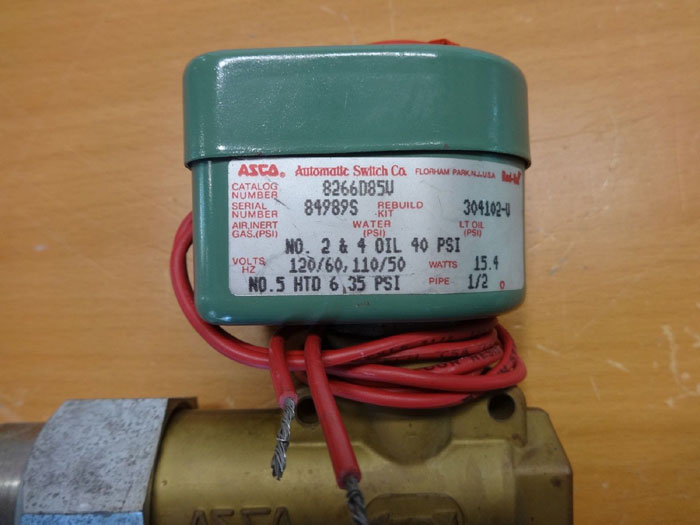 ASCO® Automatic Switch Co. FLORHAM PARK, N.J., U.S.A. Red-Hat
CATALOG NUMBER 8266D85V
SERIAL NUMBER 84989S REBUILD KIT 304102-V
AIR, INERT GAS, (PSI) WATER (PSI) LT OIL (PSI)
NO. 2 & 4 OIL 40 PSI
VOLTS HZ 120/60,110/50 WATTS 15.4
NO.5 HTD 6 35 PSI PIPE 1/2
ASCO